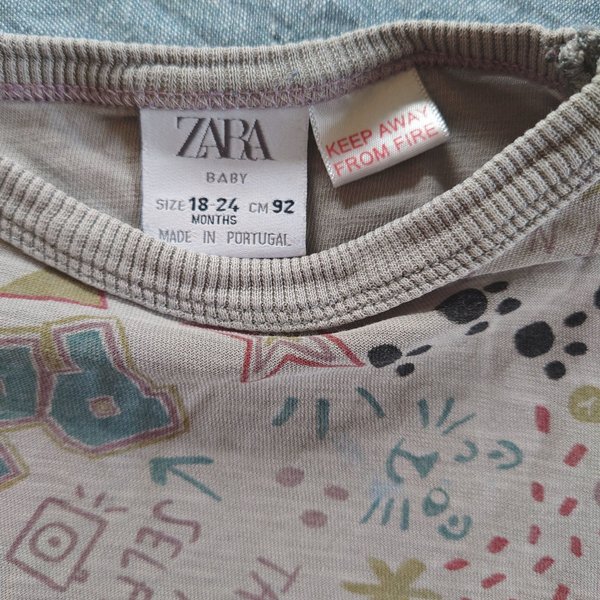 ZARA
BABY
SIZE 18-24 CM 92
MONTHS
MADE IN PORTUGAL
KEEP AWAY
FROM FIRE